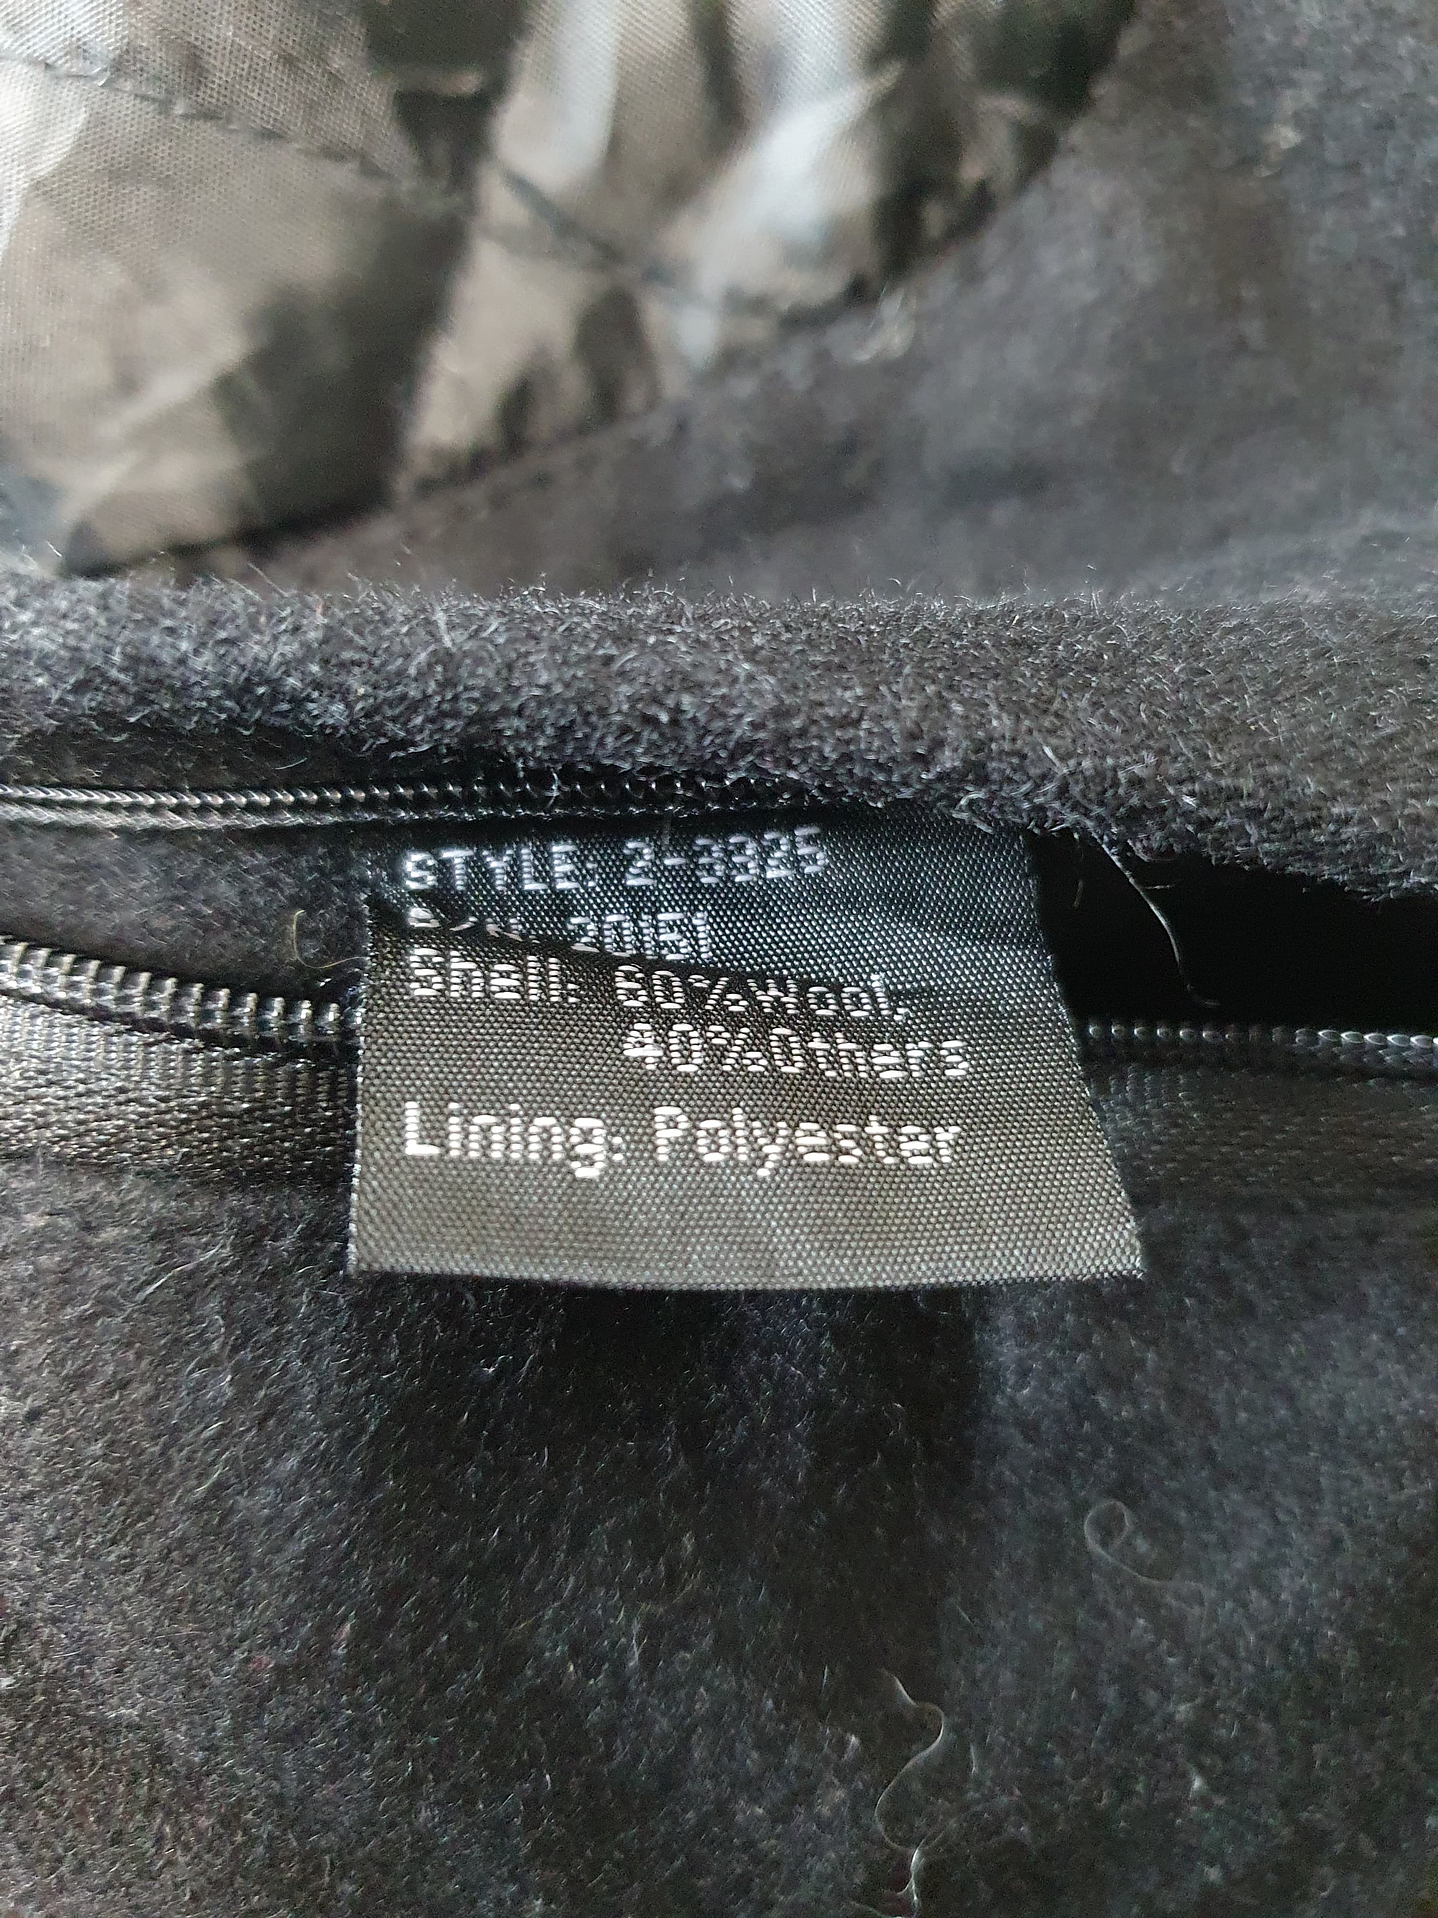 STYLE: 2-3325
20151
Shell: 60%Wool,
40%Others
Lining: Polyester